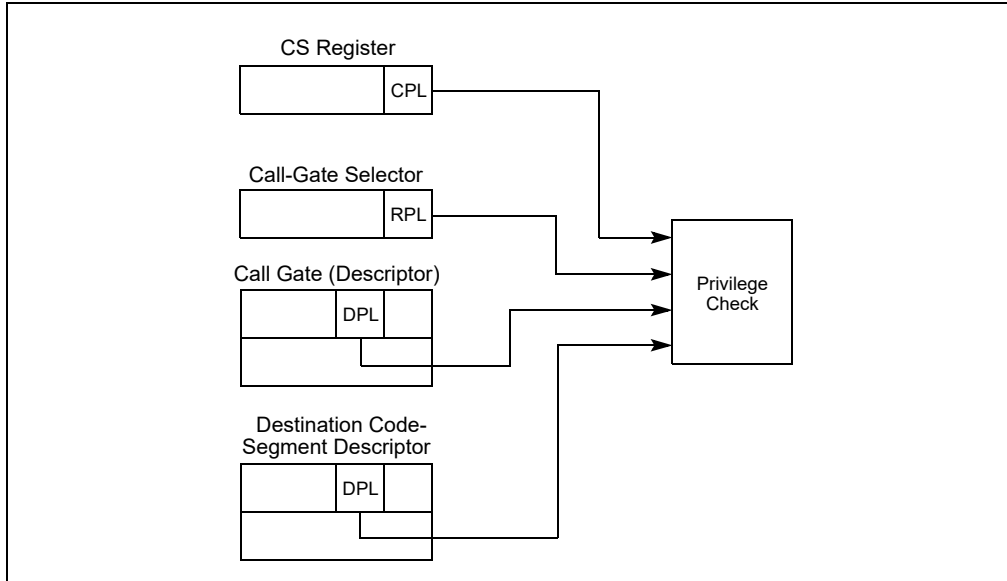 CS Register
CPL
Call-Gate Selector
RPL
Call Gate (Descriptor)
DPL
Privilege
Check
Destination Code-
Segment Descriptor
DPL